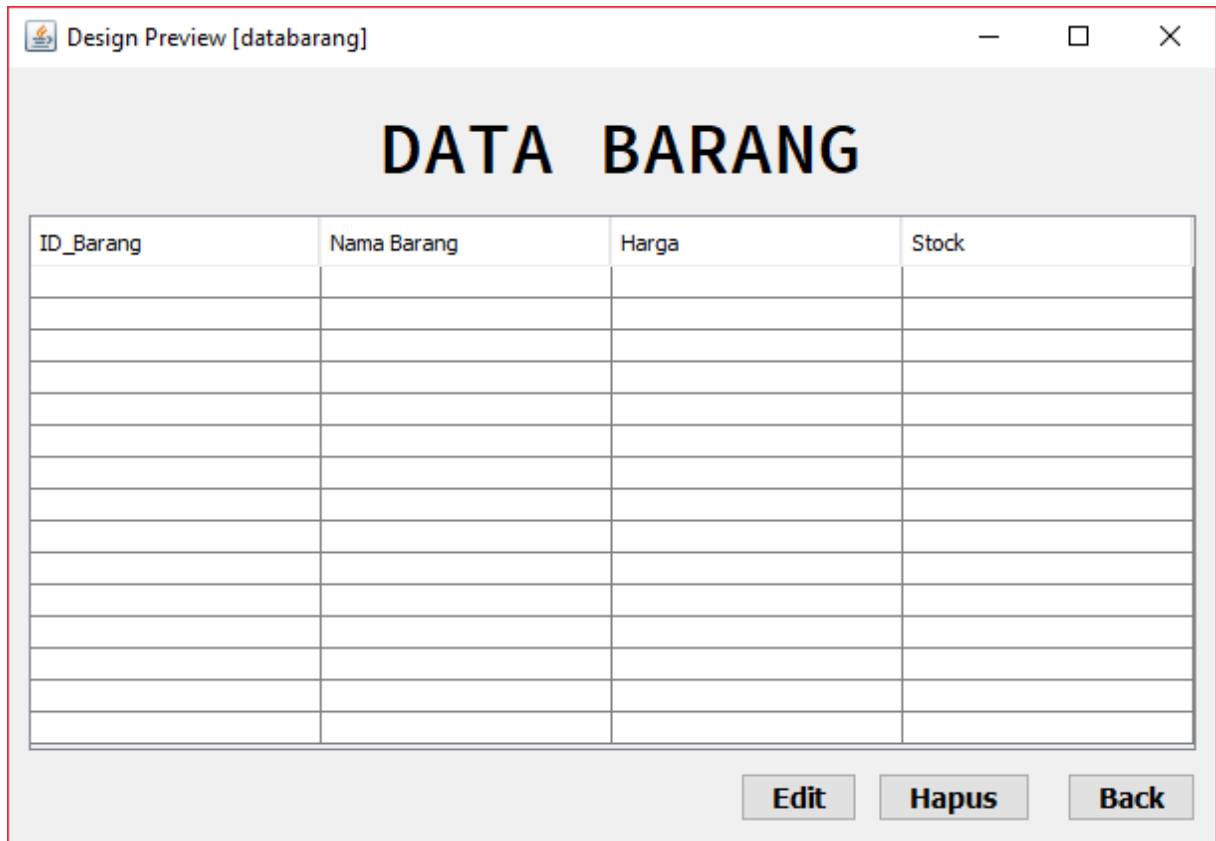 Design Preview [databarang]
DATA BARANG
ID_Barang Nama Barang Harga Stock
Edit Hapus Back